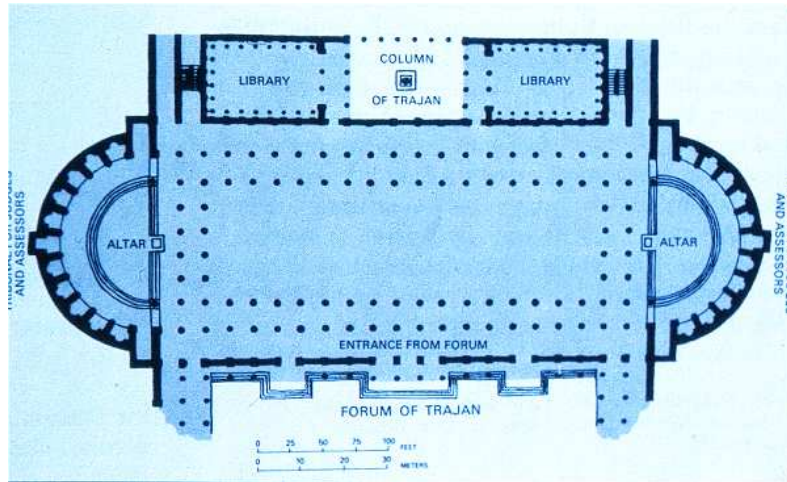 COLUMN
LIBRARY
LIBRARY
OF TRAJAN
AND ASSESSORS
ALTAR
ALTAR
AND ASSESSORS
ENTRANCE FROM FORUM
FORUM OF TRAJAN
0 25 50 75 100 FEET
0 10 20 30 METERS